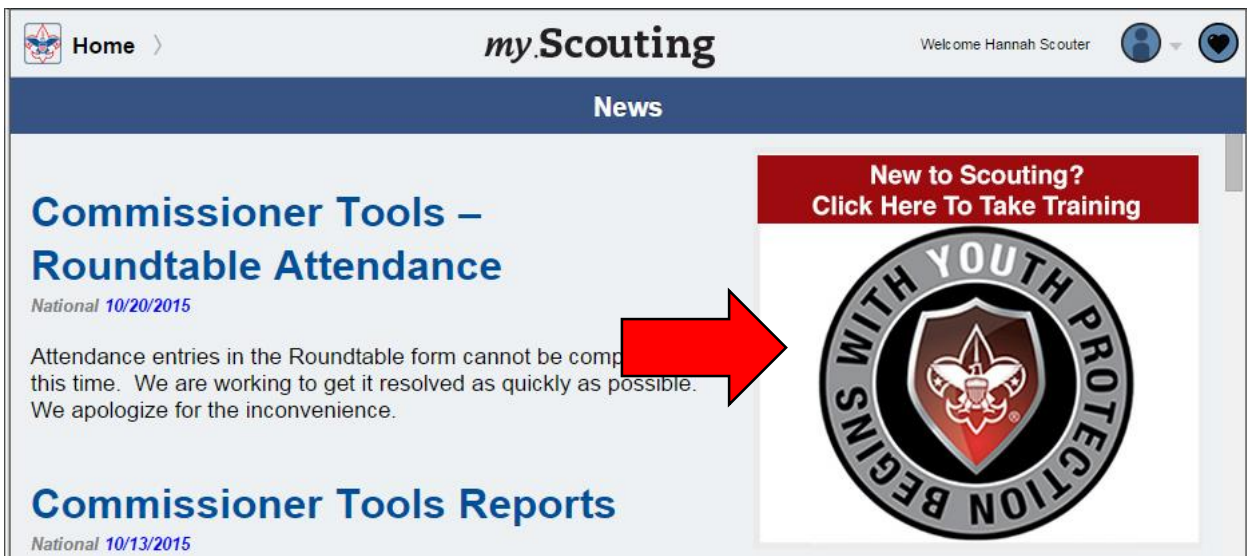 Home
my.Scouting
Welcome Hannah Scouter
News
Commissioner Tools –
Roundtable Attendance
National 10/20/2015
Attendance entries in the Roundtable form cannot be comp
this time. We are working to get it resolved as quickly as possible.
We apologize for the inconvenience.
Commissioner Tools Reports
National 10/13/2015
New to Scouting?
Click Here To Take Training
BEGINS WITH YOUTH PROTECTION